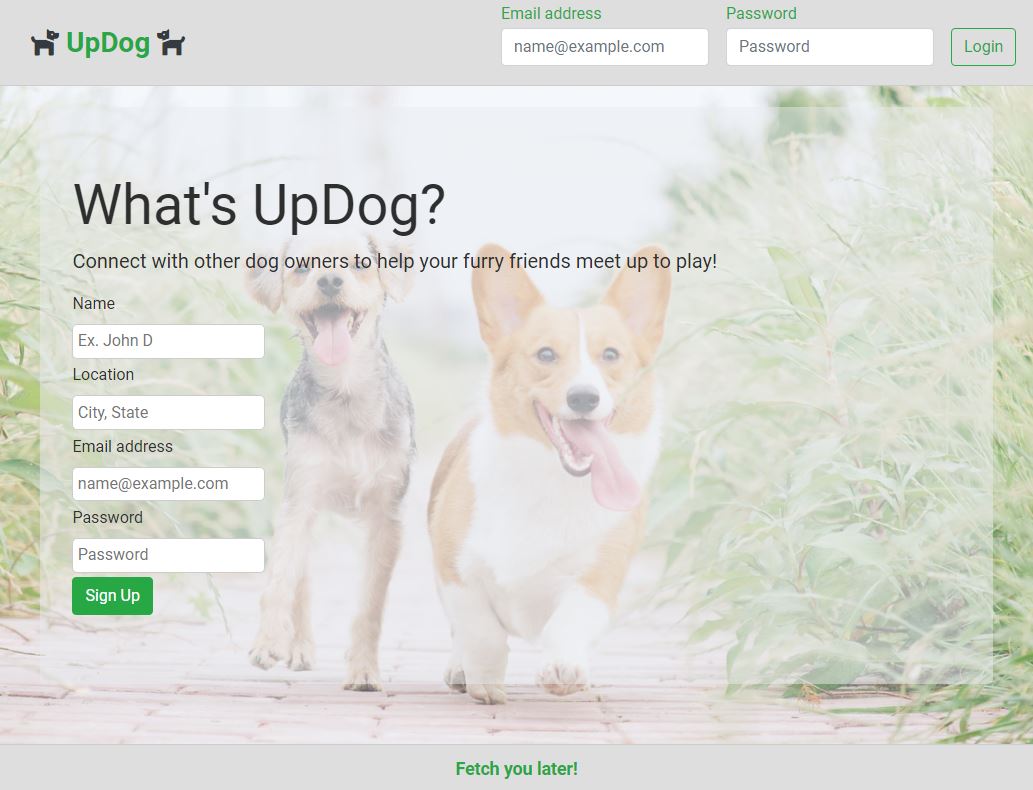 UpDog
Email address
Password
name@example.com
Password
Login
What's UpDog?
Connect with other dog owners to help your furry friends meet up to play!
Name
Ex. John D
Location
City, State
Email address
name@example.com
Password
Password
Sign Up
Fetch you later!